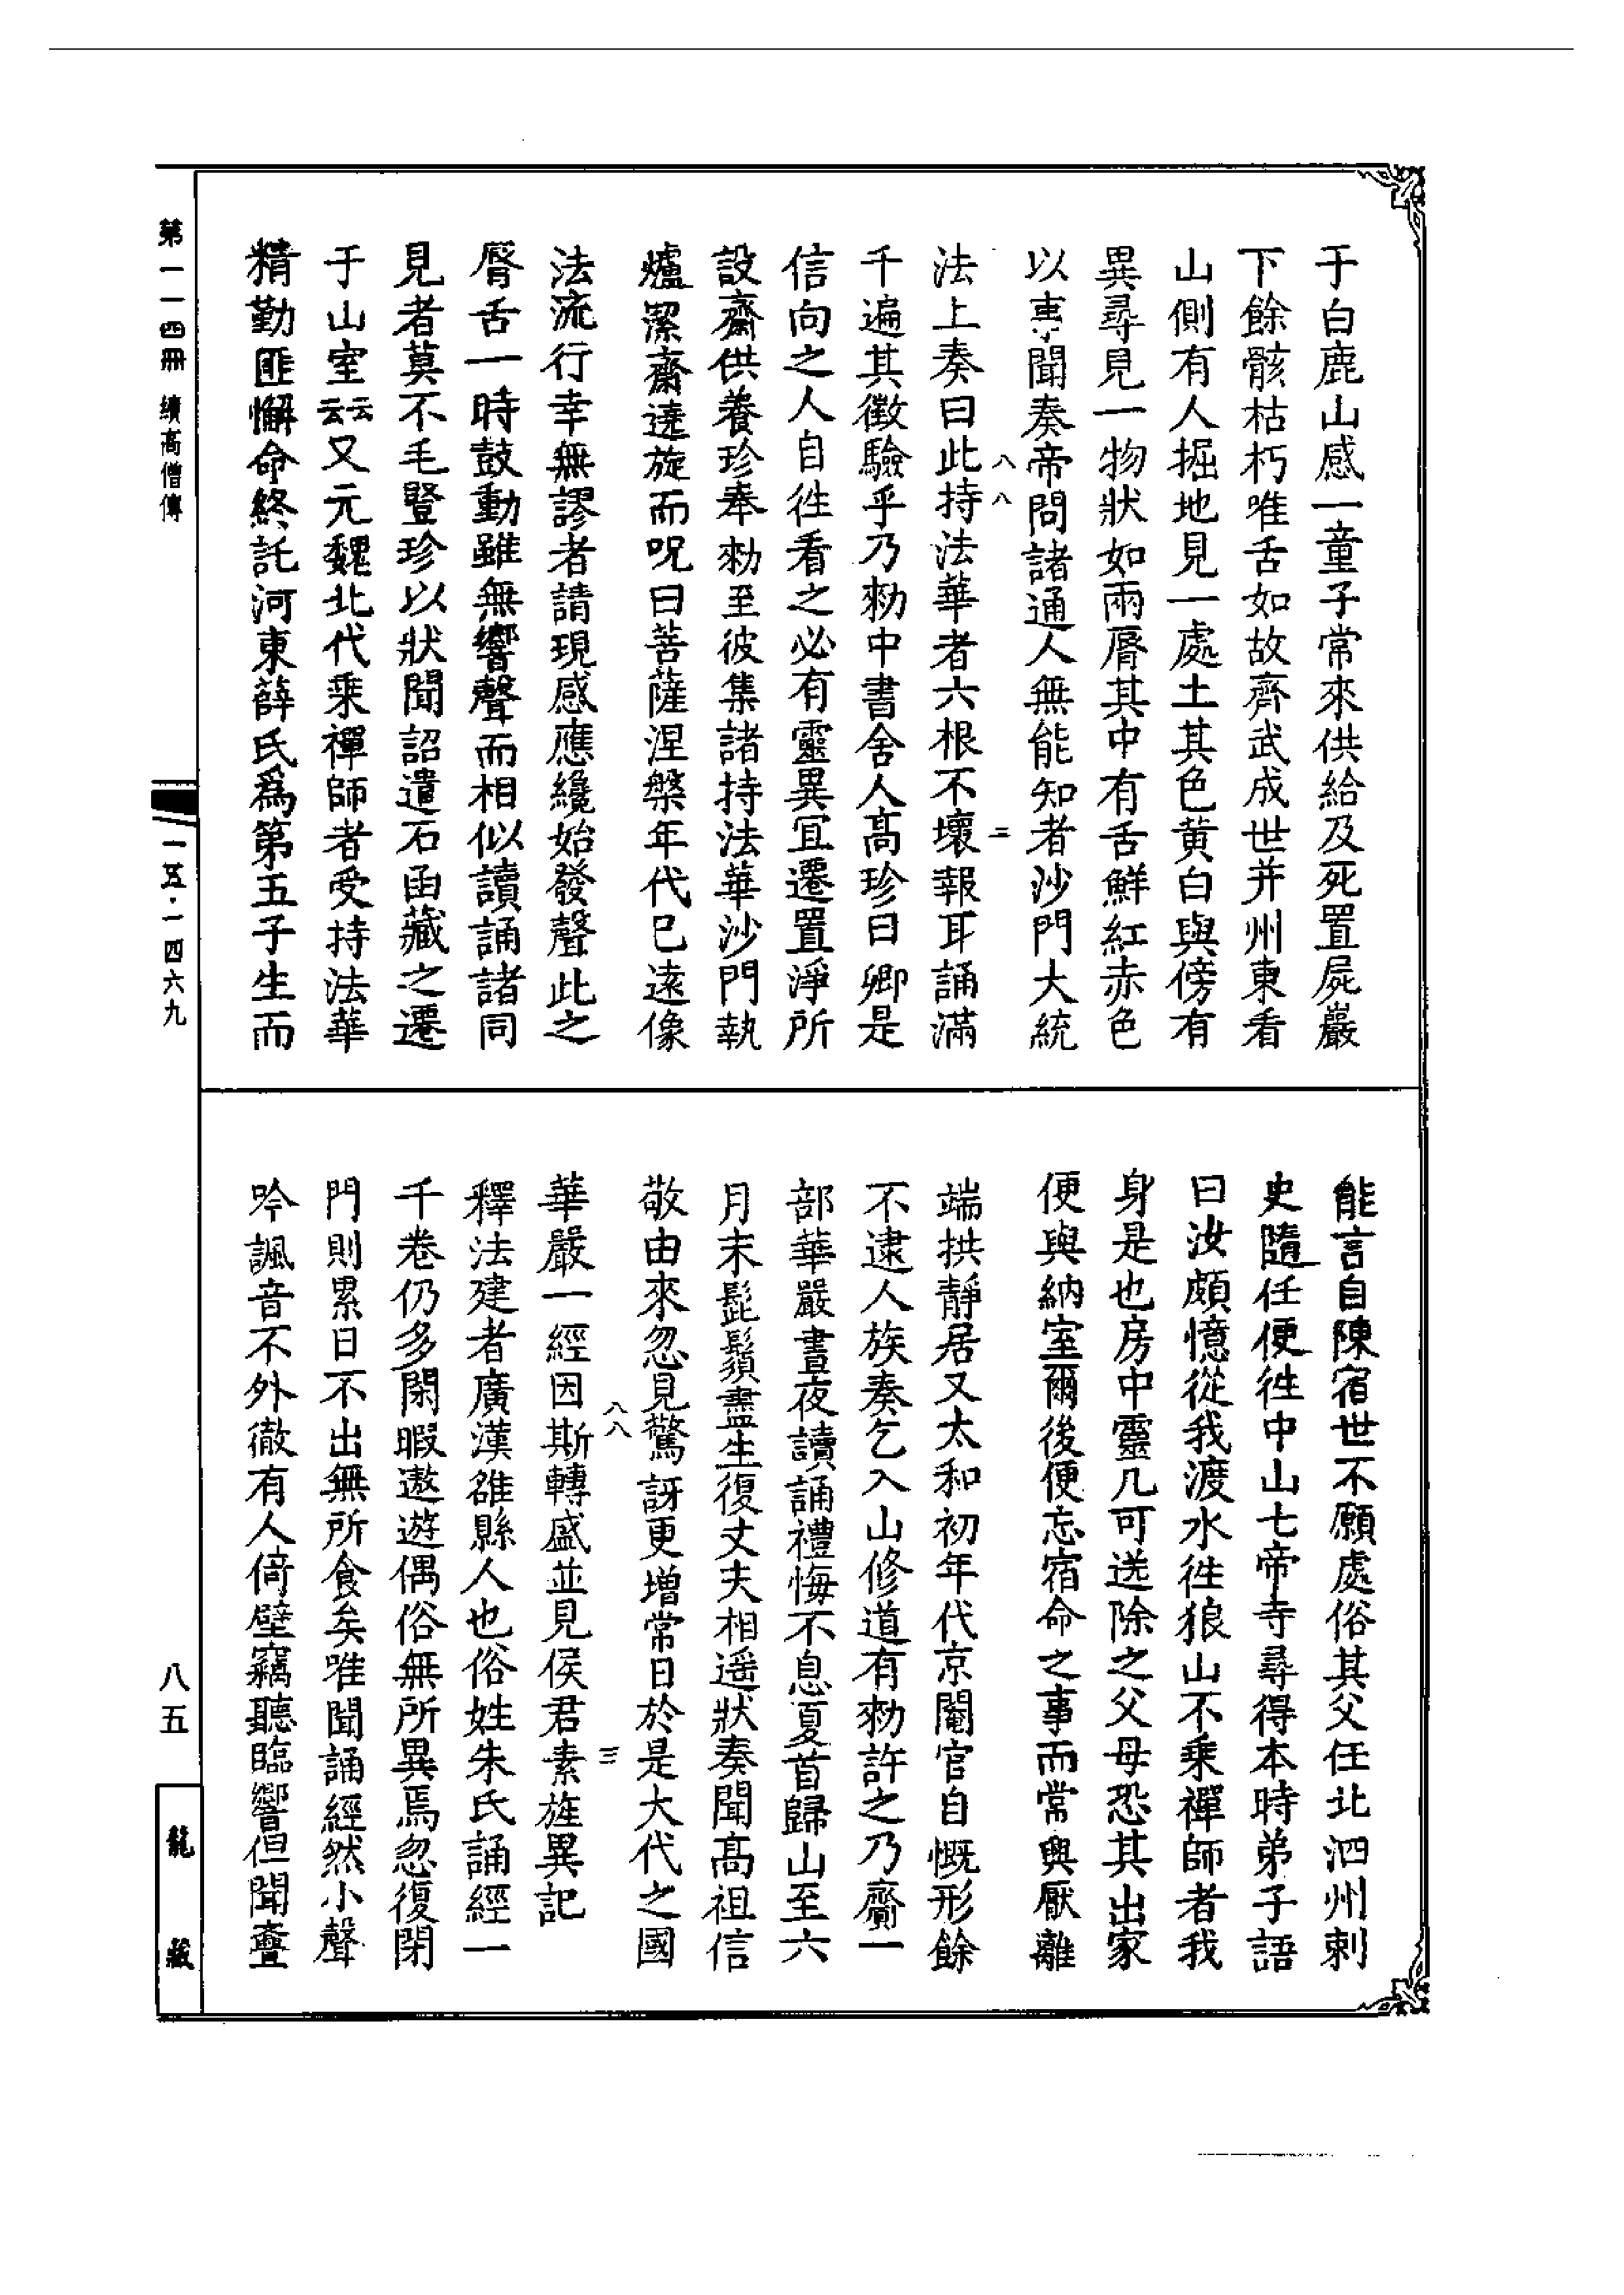 于白鹿山感一童子常來供給及死置屍巖
下餘骸枯朽唯舌如故齊武成世并州東看
山側有人掘地見一處土其色黃白與傍有
異尋見一物狀如兩脣其中有舌鮮紅赤色
以事聞奏帝問諸通人無能知者沙門大統
八八
三
法上奏曰此持法華者六根不壞報耳誦滿
千遍其徵驗乎乃勑中書舍人高珍曰卿是
信向之人自徃看之必有靈異宜遷置淨所
設齋供養珍奉勑至彼集諸持法華沙門執
爐潔齋遶旋而呪曰菩薩涅槃年代已遠像
法流行幸無謬者請現感應纔始發聲此之
脣舌一時鼓動雖無響聲而相似讀誦諸同
見者莫不毛豎珍以狀聞詔遣石函藏之遷
于山室云云又元魏北代乘禪師者受持法華
精勤匪懈命終託河東薛氏爲第五子生而
能言自陳宿世不願處俗其父任北泗州刺
史隨任便徃中山七帝寺尋得本時弟子語
曰汝頗憶從我渡水徃狼山不乘禪師者我
身是也房中靈几可送除之父母恐其出家
便與納室爾後便忘宿命之事而常興厭離
端拱靜居又太和初年代京閹官自慨形餘
不逮人族奏乞入山修道有勑許之乃齎一
部華嚴晝夜讀誦禮悔不息夏首歸山至六
月末髭鬚盡生復丈夫相遥狀奏聞高祖信
敬由來忽見驚訝更增常日於是大代之國
八八
三
華嚴一經因斯轉盛並見侯君素旌異記
釋法建者廣漢雒縣人也俗姓朱氏誦經一
千卷仍多閑暇遨遊偶俗無所異焉忽復閉
門則累日不出無所食矣唯聞誦經然小聲
吟諷音不外徹有人倚壁竊聽臨響但聞亹
第一一四冊 續高僧傳
一五·一四六九
八五
龍藏